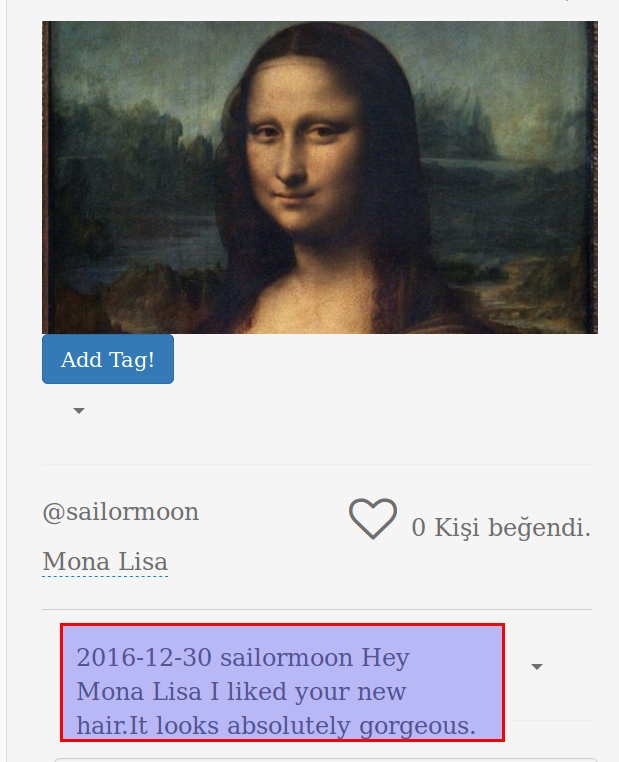 Add Tag!
@sailormoon
0 Kişi beğendi.
Mona Lisa
2016-12-30 sailormoon Hey
Mona Lisa I liked your new
hair.It looks absolutely gorgeous.